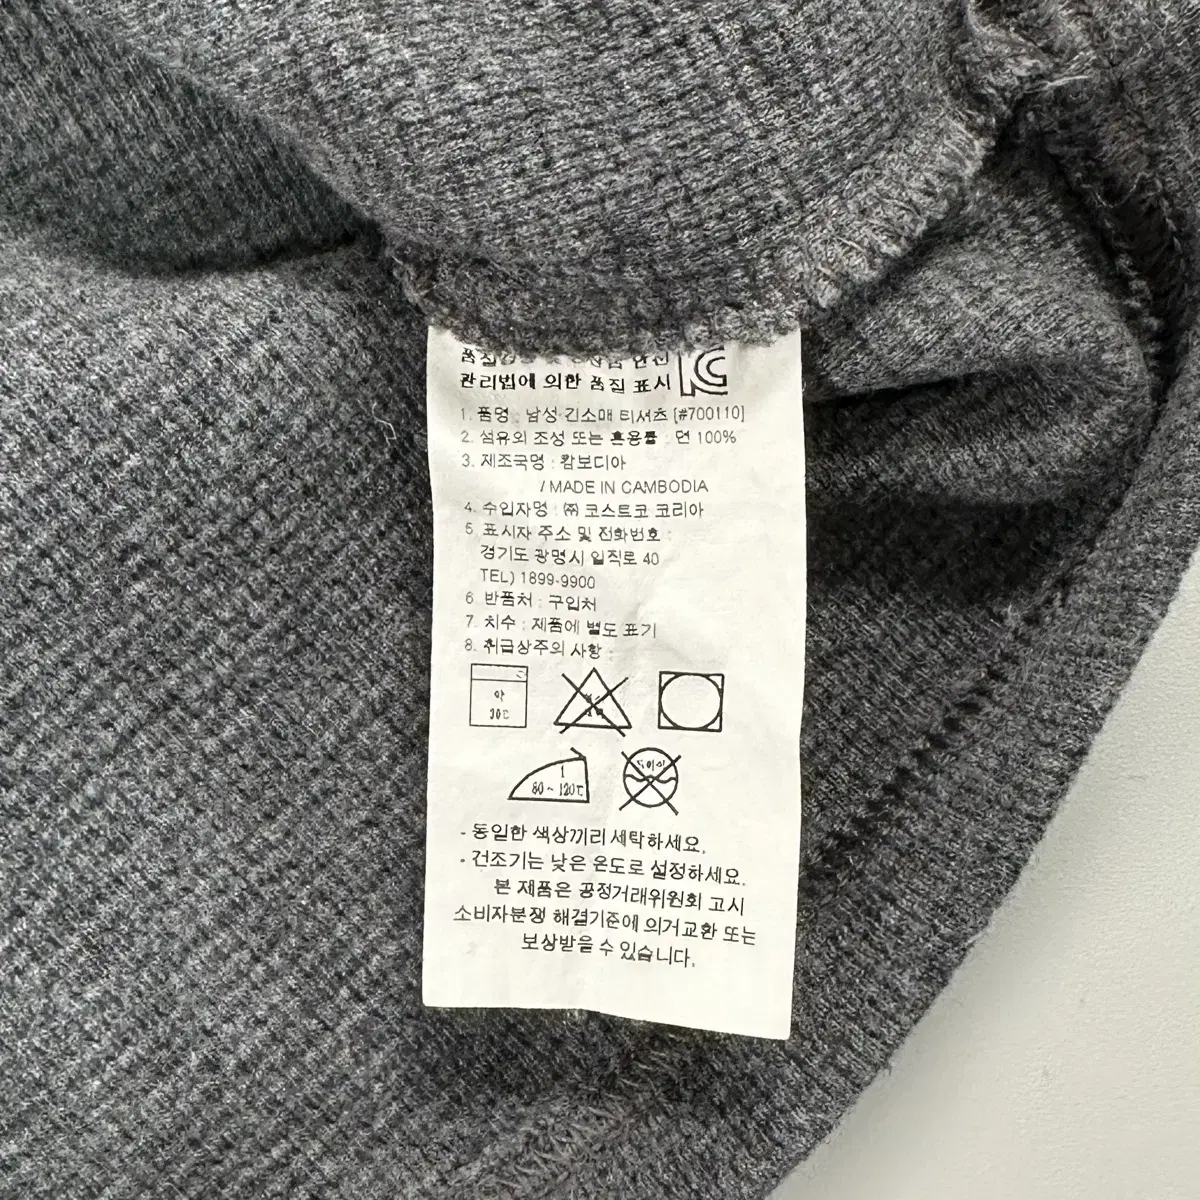 관리법에 의한 품질 표시 KC
1. 품명 : 남성 긴소매 티셔츠 [#700110]
2. 섬유의 조성 또는 혼용률 : 면 100%
3. 제조국명 : 캄보디아
/ MADE IN CAMBODIA
4. 수입자명 : ㈜ 코스트코 코리아
5. 표시자 주소 및 전화번호 :
경기도 광명시 일직로 40
TEL) 1899-9900
6. 반품처 : 구입처
7. 치수 : 제품에 별도 표기
8. 취급상주의 사항 :
약
30℃
1
80~120℃
드라이
- 동일한 색상끼리 세탁하세요.
- 건조기는 낮은 온도로 설정하세요.
본 제품은 공정거래위원회 고시
소비자분쟁 해결기준에 의거교환 또는
보상받을 수 있습니다.